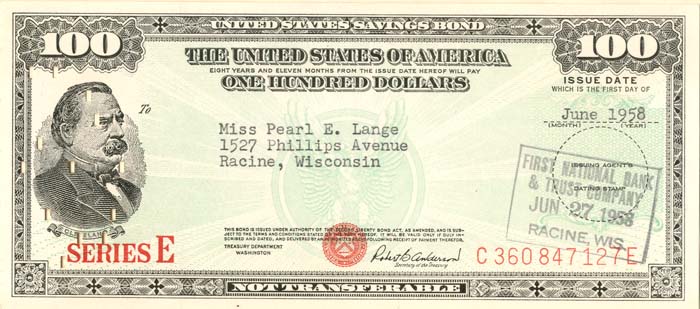 UNITED STATES SAVINGS BOND
100
100
THE UNITED STATES OF AMERICA
EIGHT YEARS AND ELEVEN MONTHS FROM THE ISSUE DATE HEREOF WILL PAY
ONE HUNDRED DOLLARS
ISSUE DATE
WHICH IS THE FIRST DAY OF
June 1958
(MONTH) (YEAR)
To
Miss Pearl E. Lange
1527 Phillips Avenue
Racine, Wisconsin
ISSUING AGENT'S
DATING STAMP
FIRST NATIONAL BANK
& TRUST COMPANY
JUN 27 1958
RACINE, WIS.
CLEVELAND
SERIES E
THIS BOND IS ISSUED UNDER AUTHORITY OF THE SECOND LIBERTY BOND ACT, AS AMENDED, AND IS SUB-
JECT TO THE TERMS AND CONDITIONS STATED ON THE BACK HEREOF. IT WILL BE VALID ONLY IF DULY IN-
SCRIBED AND DATED, AND DELIVERED BY AN AUTHORIZED AGENT FOLLOWING RECEIPT OF PAYMENT THEREFOR.
TREASURY DEPARTMENT
WASHINGTON
Robert B Anderson
Secretary of the Treasury
C 360 847 127 E
NOT TRANSFERABLE